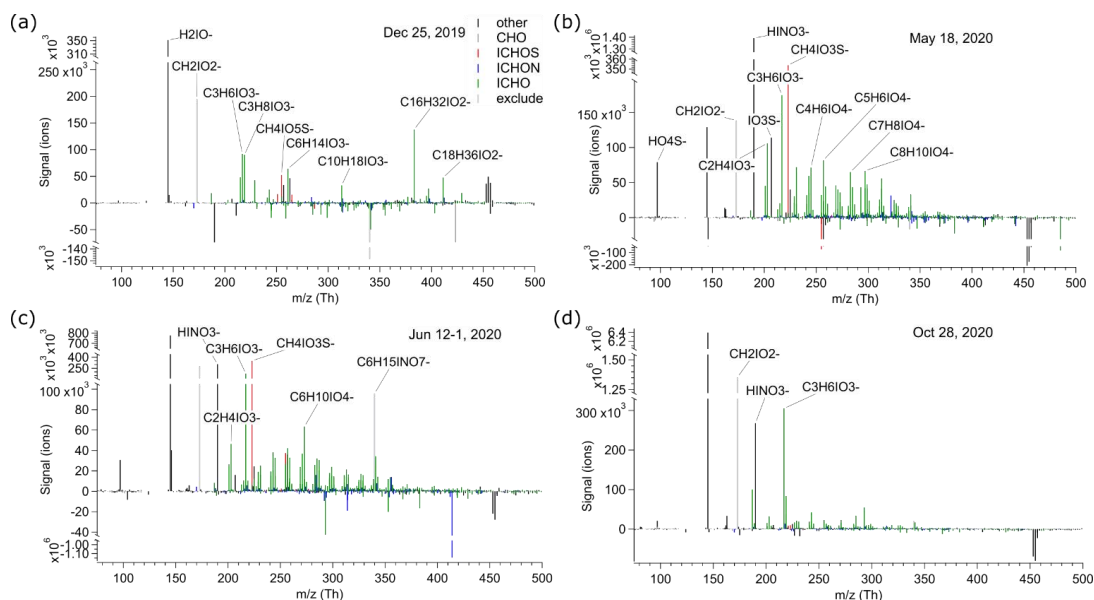 (a)
Dec 25, 2019
H2IO-
CH2IO2-
C3H6IO3-
C3H8IO3-
CH4IO5S-
C6H14IO3-
C10H18IO3-
C16H32IO2-
C18H36IO2-
other
CHO
ICHOS
ICHON
ICHO
exclude
x10³
350
310
250 x10³
200
150
100
50
0
-50
-140
-150
x10³
Signal (ions)
100 150 200 250 300 350 400 450 500
m/z (Th)
(b)
May 18, 2020
HINO3-
CH4IO3S-
C3H6IO3-
CH2IO2-
IO3S-
C5H6IO4-
C4H6IO4-
HO4S-
C7H8IO4-
C2H4IO3-
C8H10IO4-
x10⁶
1.40
1.30
x10³
360
350
150 x10³
100
50
0
-100
-200
x10³
Signal (ions)
100 150 200 250 300 350 400 450 500
m/z (Th)
(c)
Jun 12-1, 2020
HINO3-
C3H6IO3-
CH4IO3S-
C6H15INO7-
C2H4IO3-
C6H10IO4-
x10³
800
700
400
250
100 x10³
80
60
40
20
0
-20
-40
-1.00
-1.10
x10⁶
Signal (ions)
100 150 200 250 300 350 400 450 500
m/z (Th)
(d)
Oct 28, 2020
CH2IO2-
HINO3-
C3H6IO3-
6.4
6.2
x10⁶
1.50
1.25
300 x10³
200
100
0
Signal (ions)
100 150 200 250 300 350 400 450 500
m/z (Th)